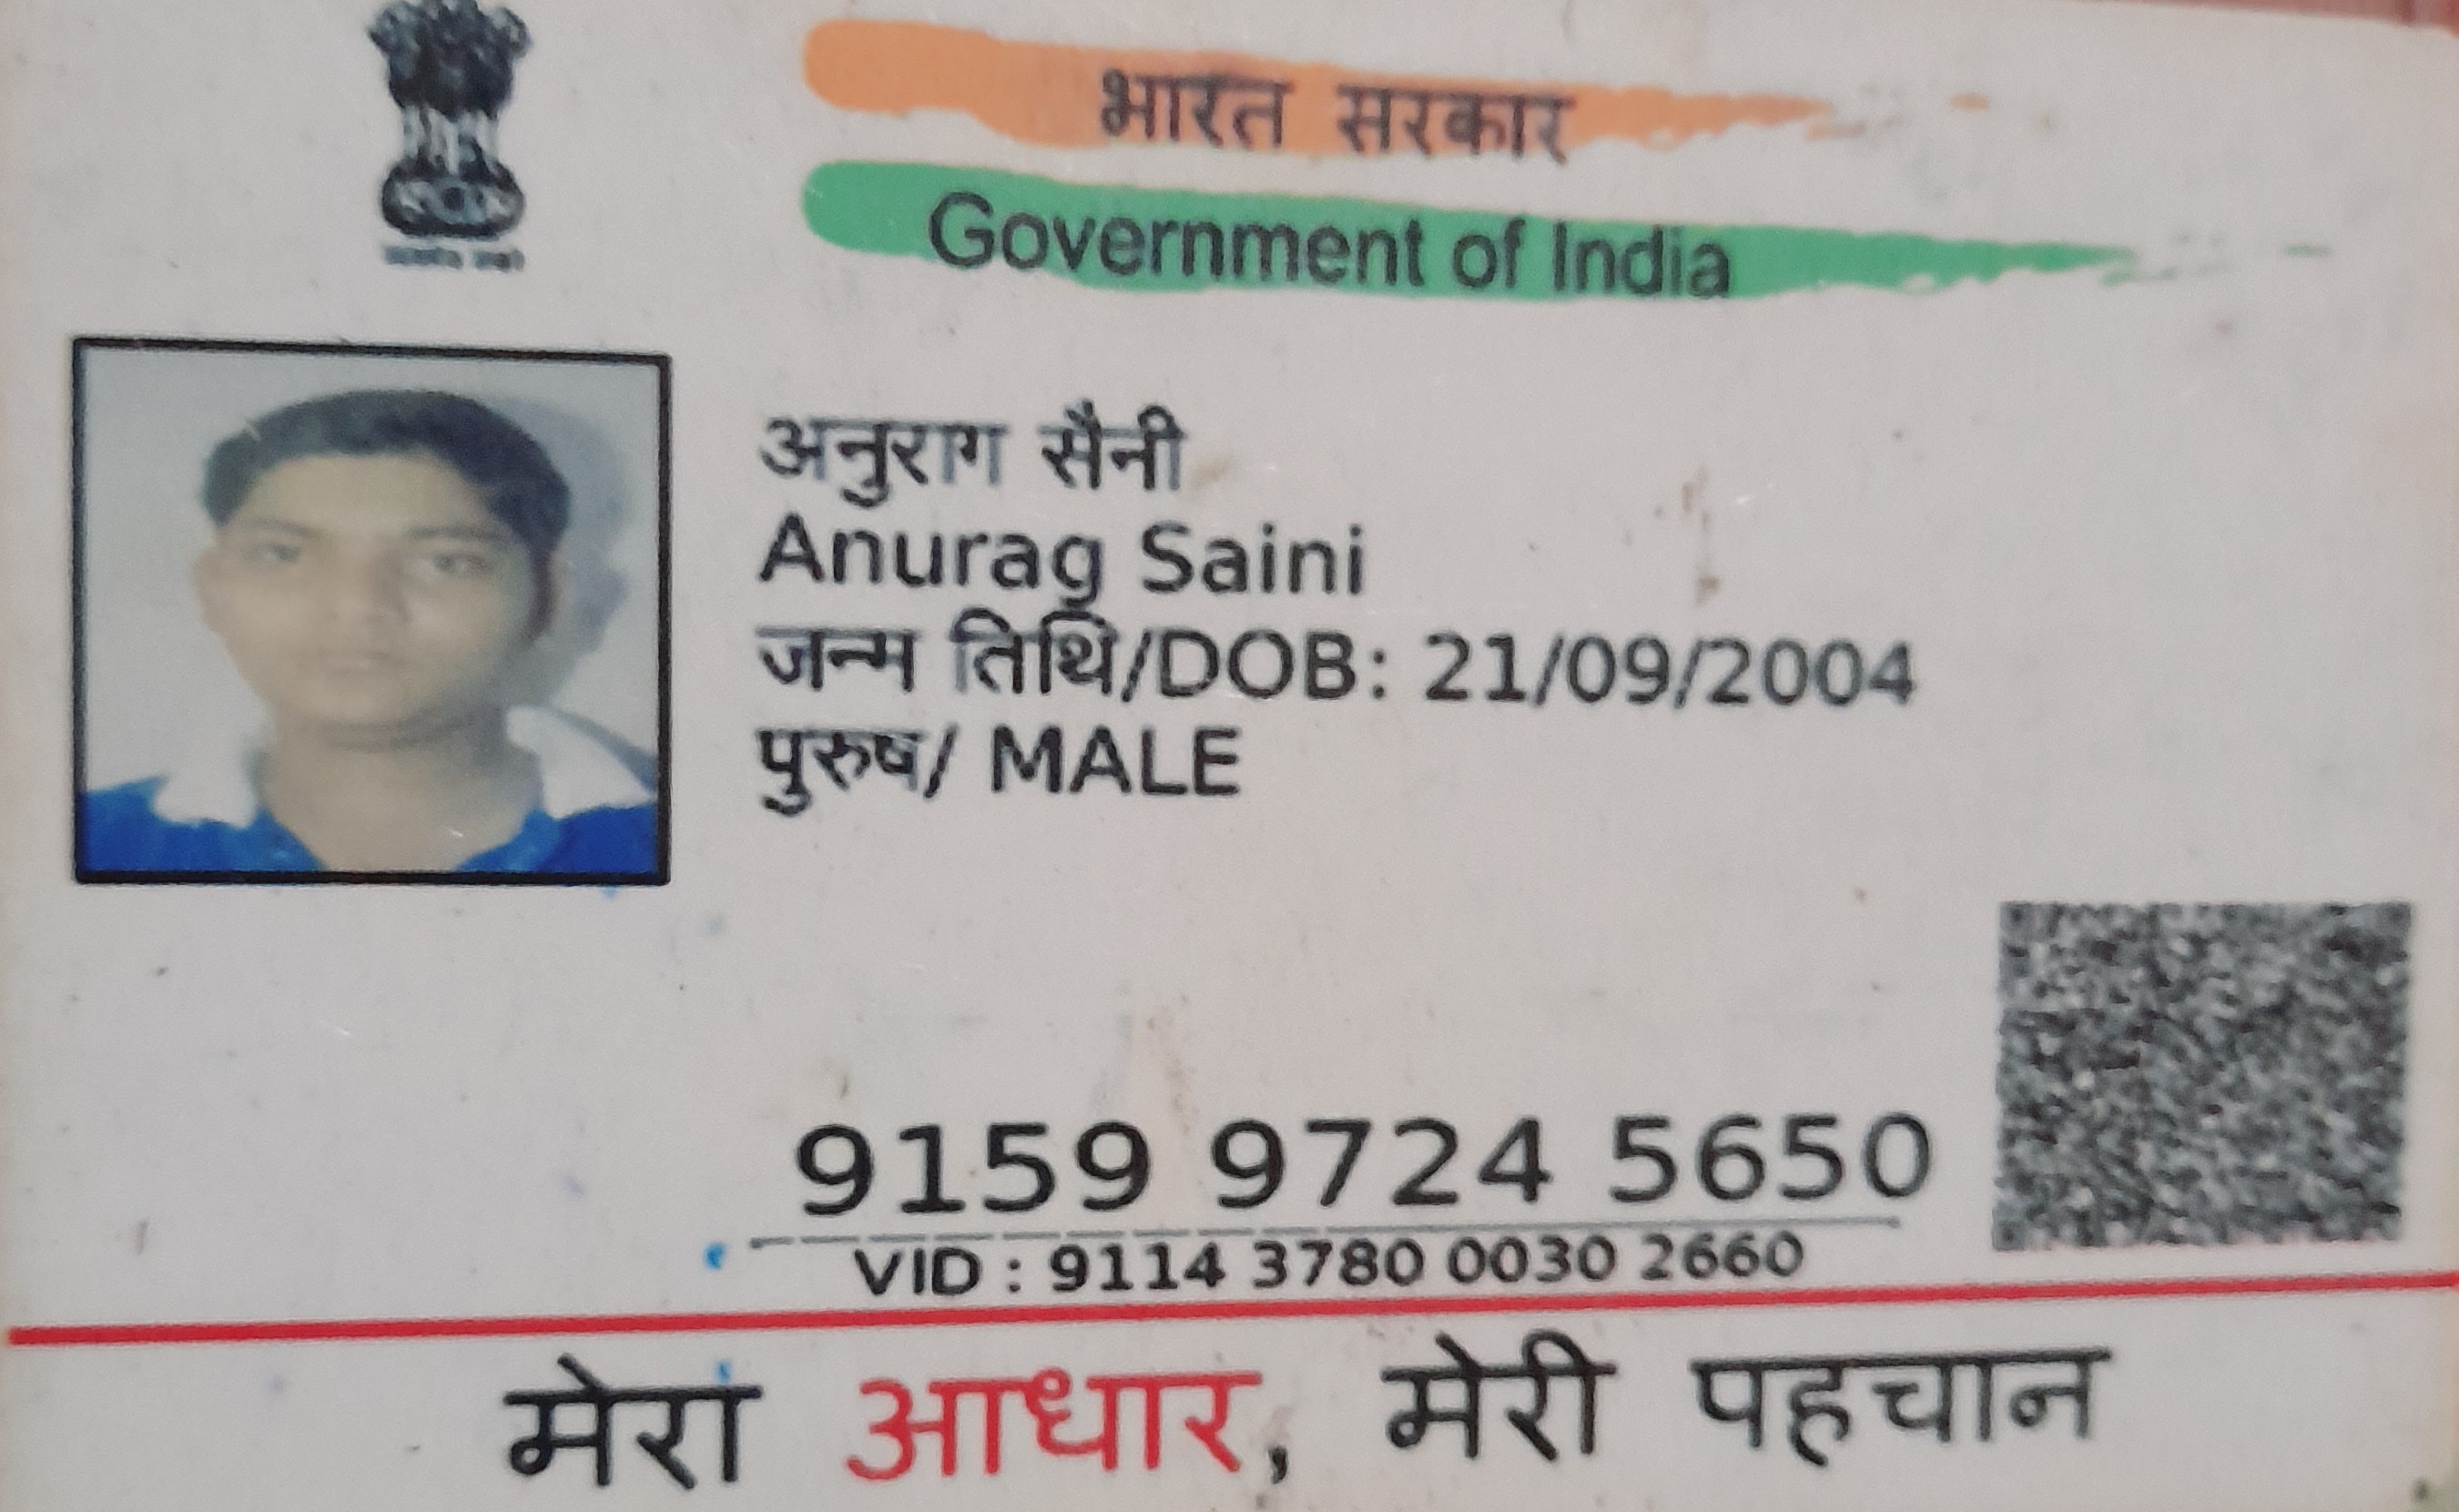 भारत सरकार
Government of India
अनुराग सैनी
Anurag Saini
जन्म तिथि/DOB: 21/09/2004
पुरुष/ MALE
9159 9724 5650
VID : 9114 3780 0030 2660
मेरा आधार, मेरी पहचान